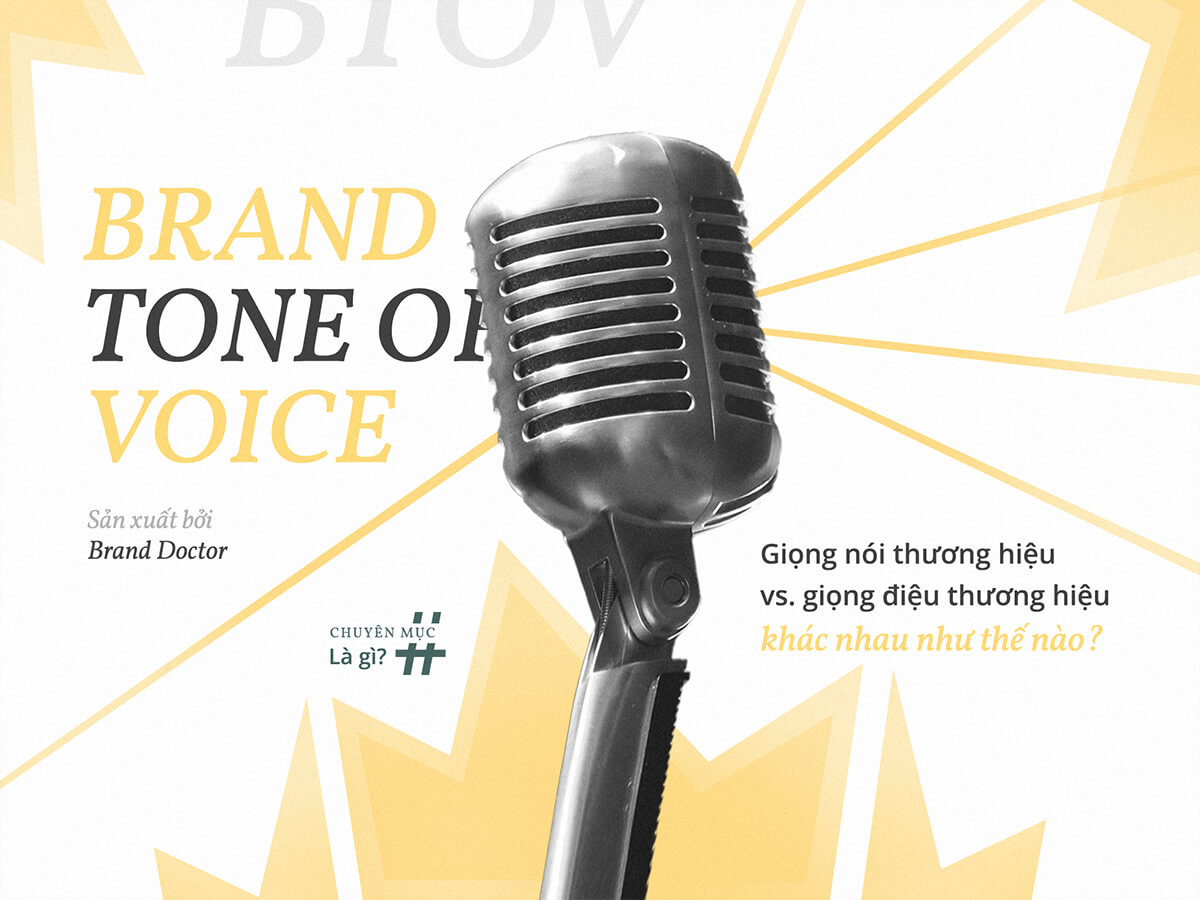 BTOV
BRAND
TONE OF
VOICE
Sản xuất bởi
Brand Doctor
CHUYÊN MỤC
Là gì? #
Giọng nói thương hiệu
vs. giọng điệu thương hiệu
khác nhau như thế nào?